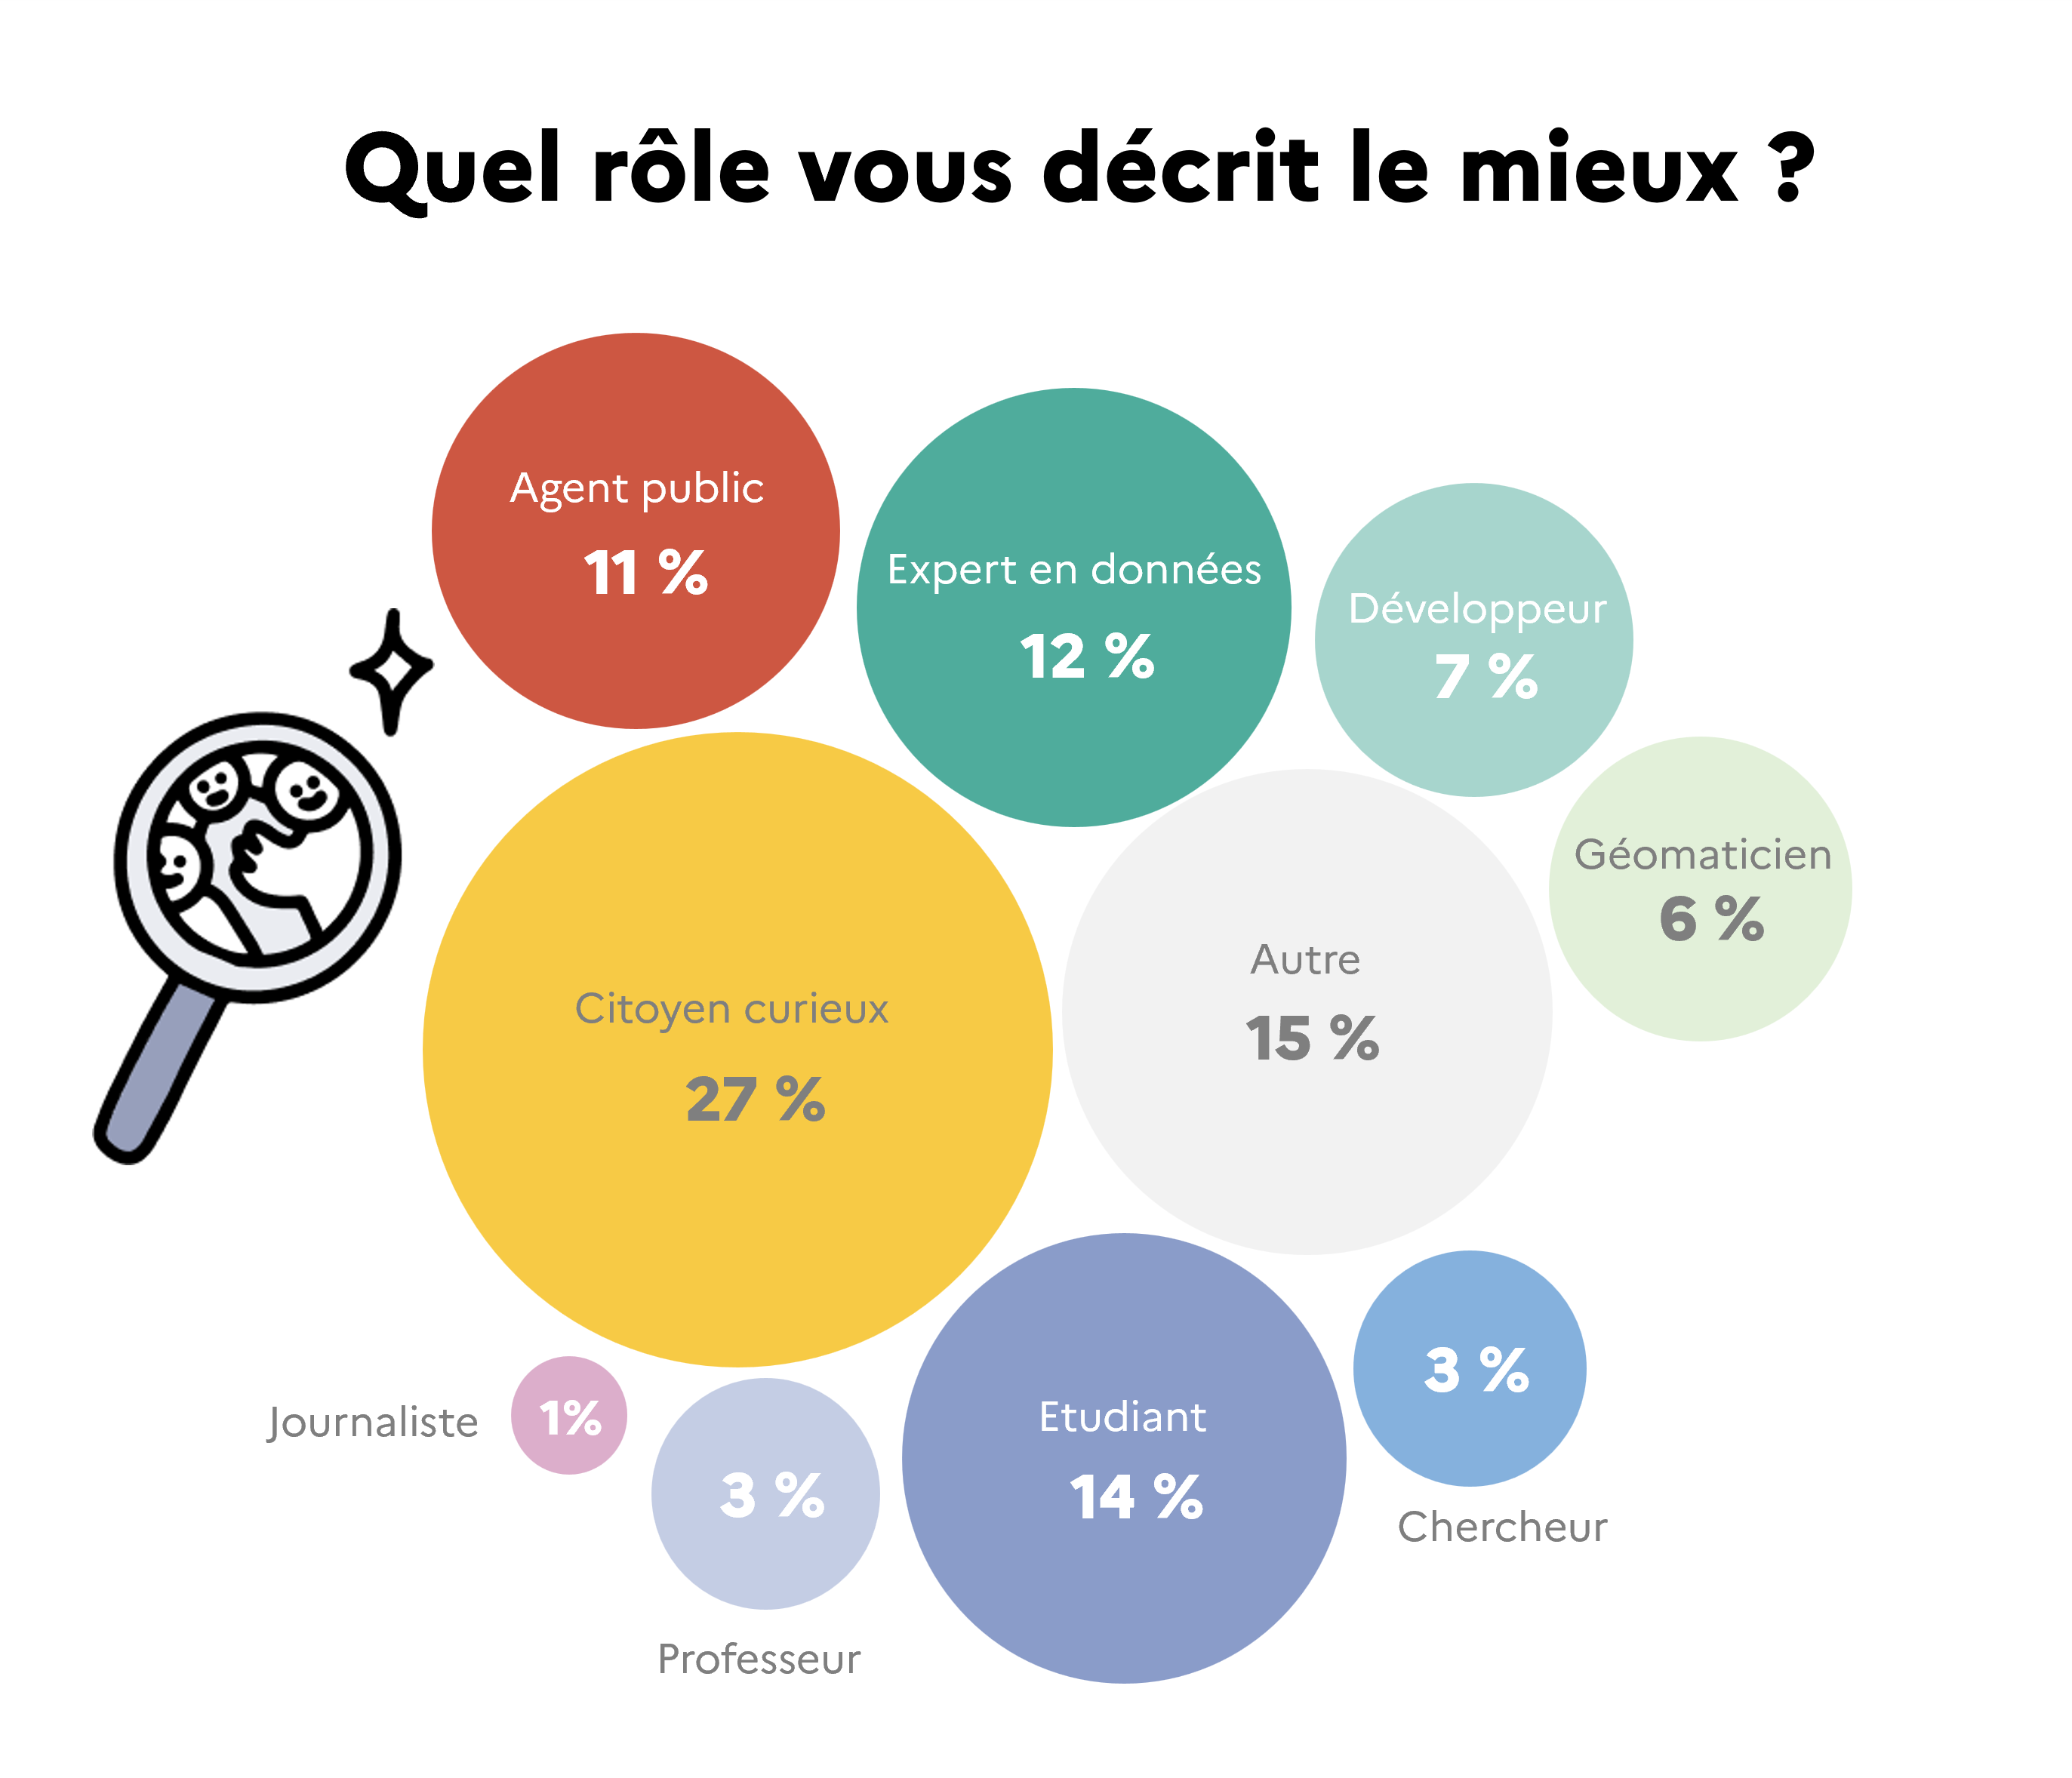 Quel rôle vous décrit le mieux ?
Agent public
11 %
Expert en données
12 %
Développeur
7 %
Géomaticien
6 %
Autre
15 %
Citoyen curieux
27 %
Journaliste
1%
3 %
Professeur
Etudiant
14 %
3 %
Chercheur